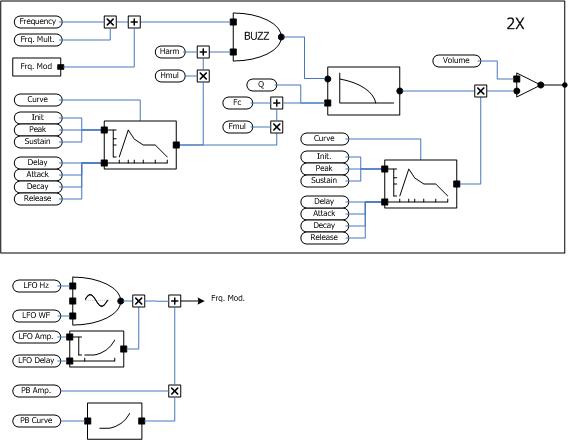 Frequency
Frq. Mult.
Frq. Mod
BUZZ
2X
Harm
Hmul
Q
Fc
Fmul
Volume
Curve
Init
Peak
Sustain
Delay
Attack
Decay
Release
Curve
Init.
Peak
Sustain
Delay
Attack
Decay
Release
LFO Hz
LFO WF
Frq. Mod.
LFO Amp.
LFO Delay
PB Amp.
PB Curve